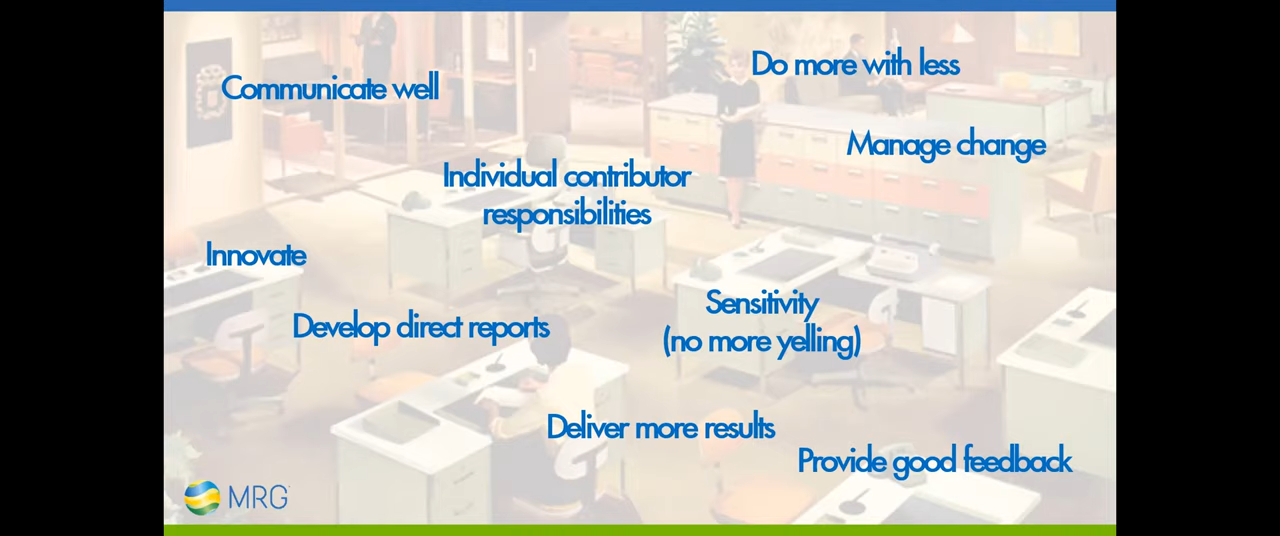 Do more with less
Communicate well
Manage change
Individual contributor
responsibilities
Innovate
Sensitivity
(no more yelling)
Develop direct reports
Deliver more results
Provide good feedback
MRG